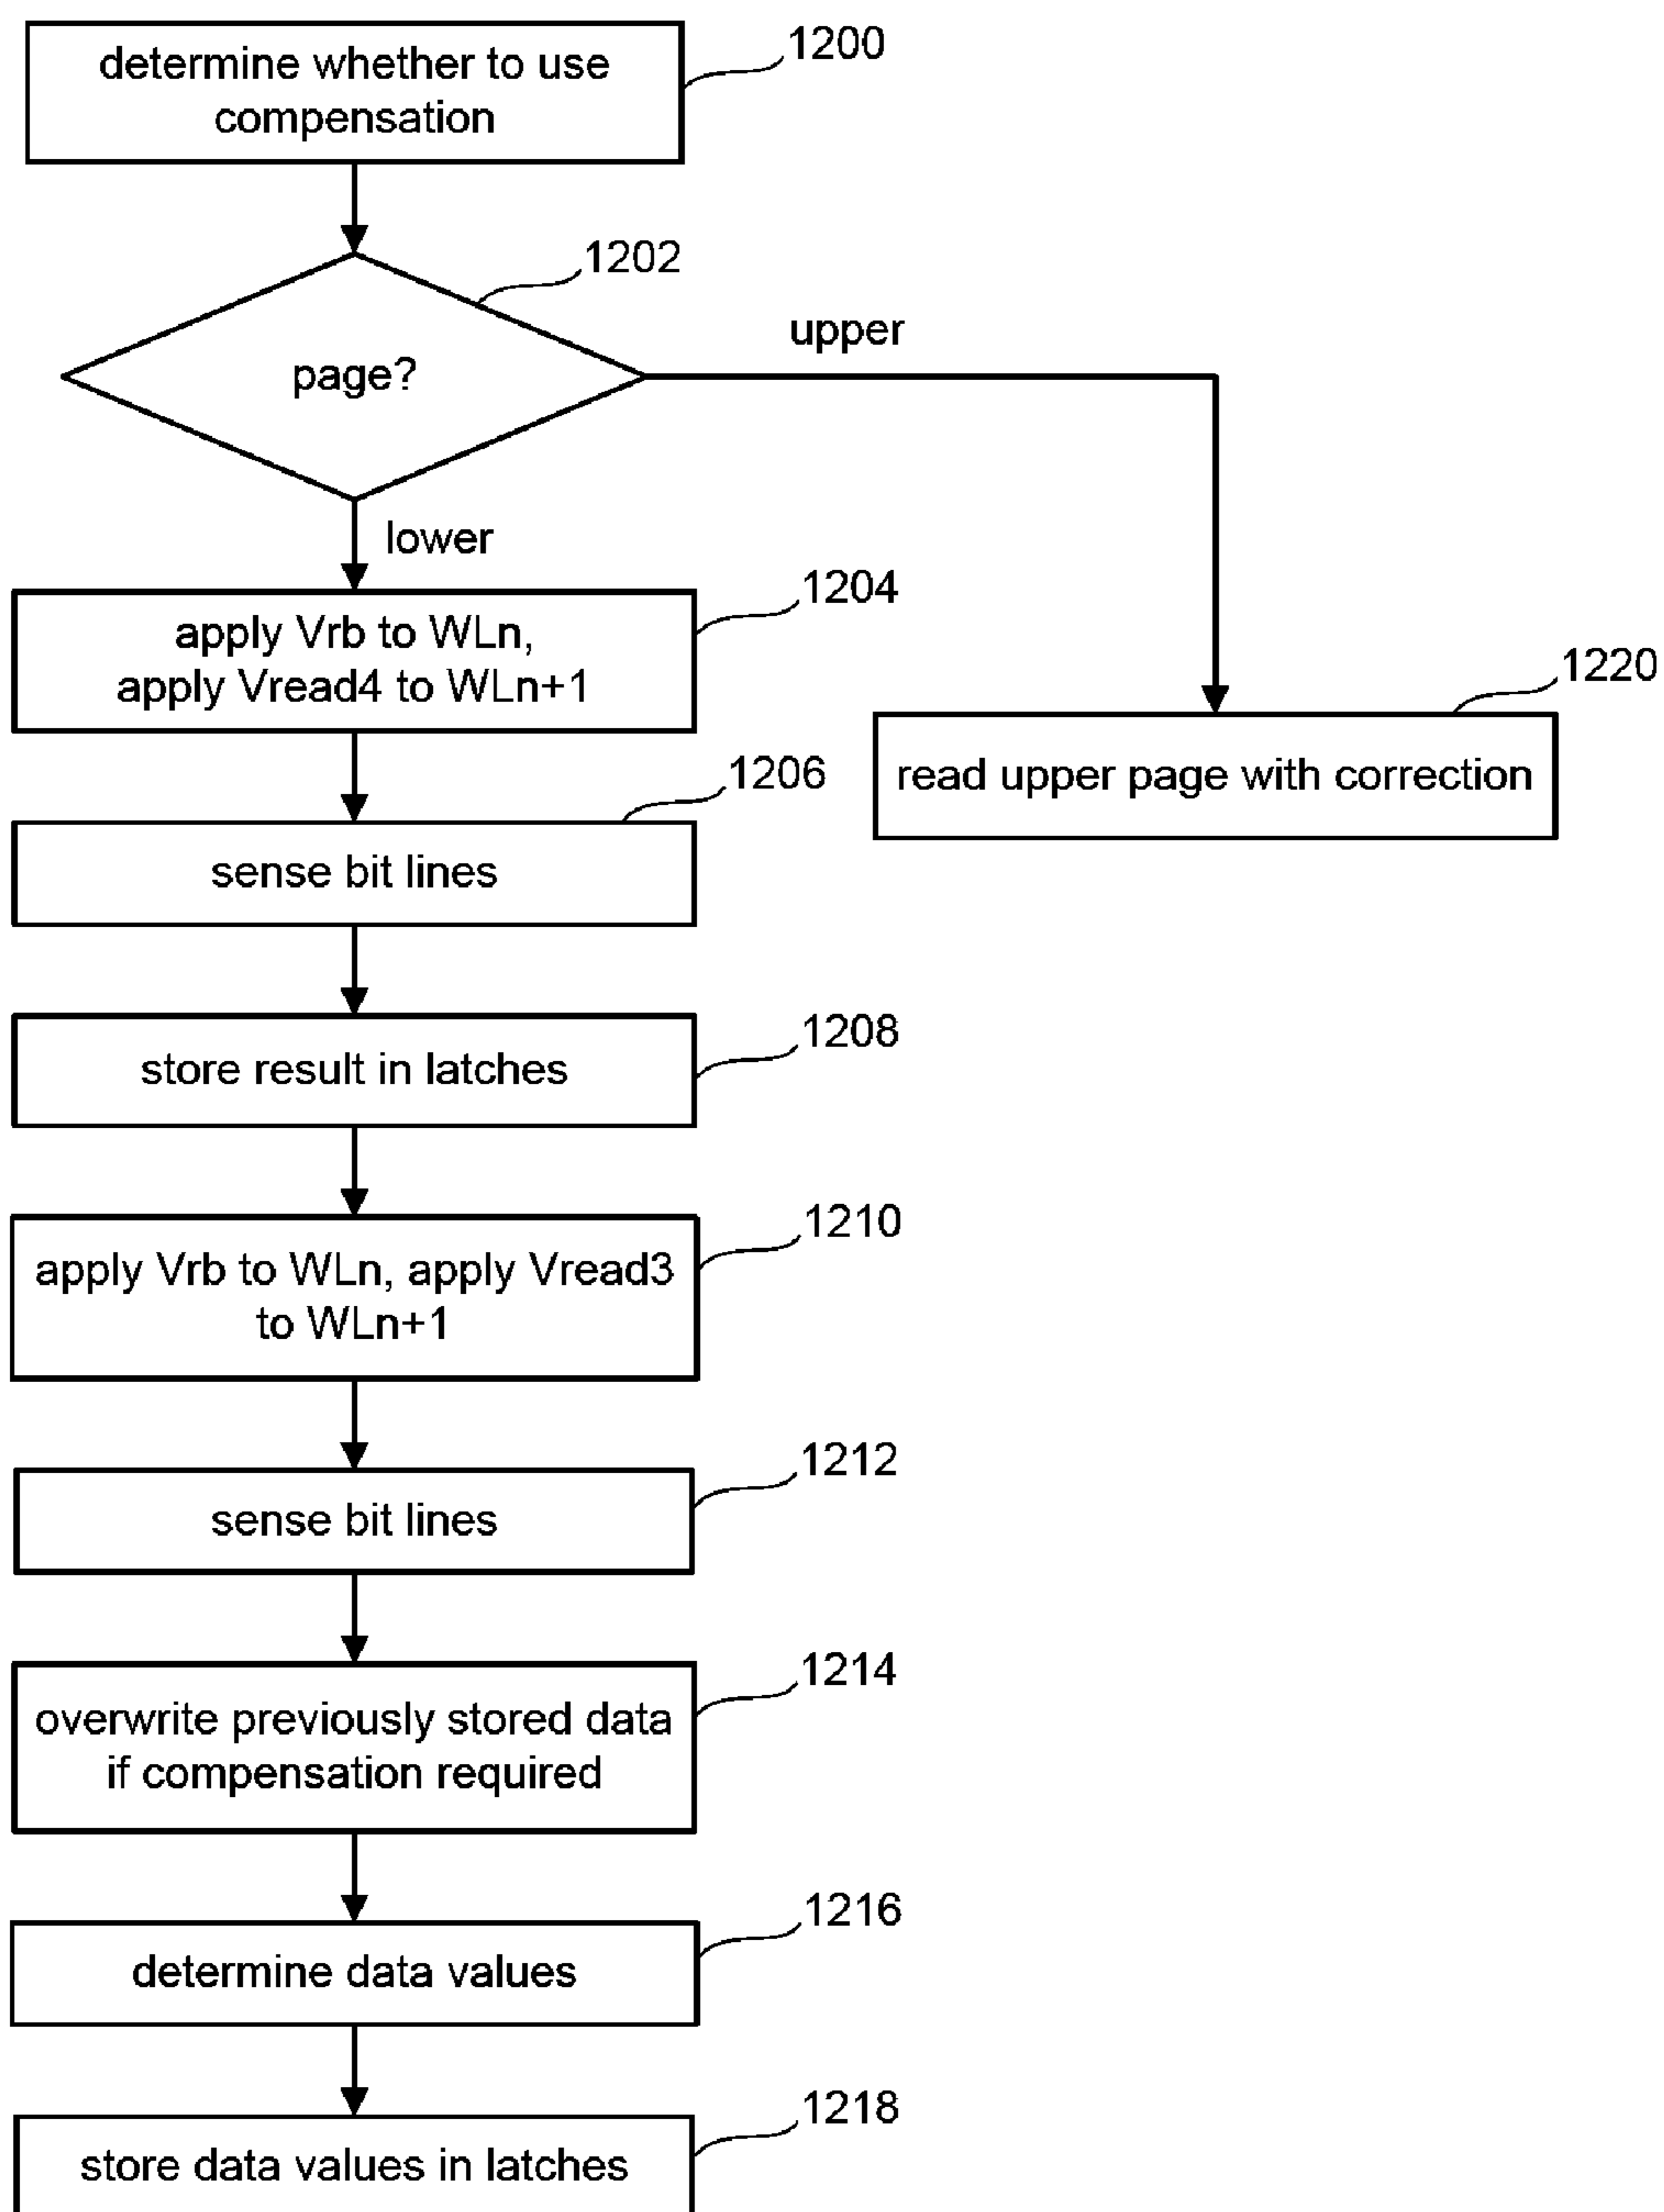 1200
determine whether to use
compensation
1202
page?
upper
lower
1204
apply Vrb to WLn,
apply Vread4 to WLn+1
1220
read upper page with correction
1206
sense bit lines
1208
store result in latches
1210
apply Vrb to WLn, apply Vread3
to WLn+1
1212
sense bit lines
1214
overwrite previously stored data
if compensation required
1216
determine data values
1218
store data values in latches